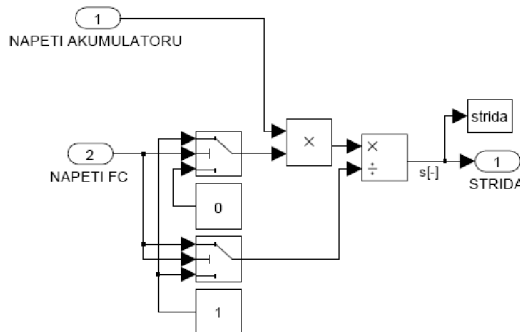 1
NAPETI AKUMULATORU
×
×
÷
strida
2
NAPETI FC
s[-]
1
STRIDA
0
1